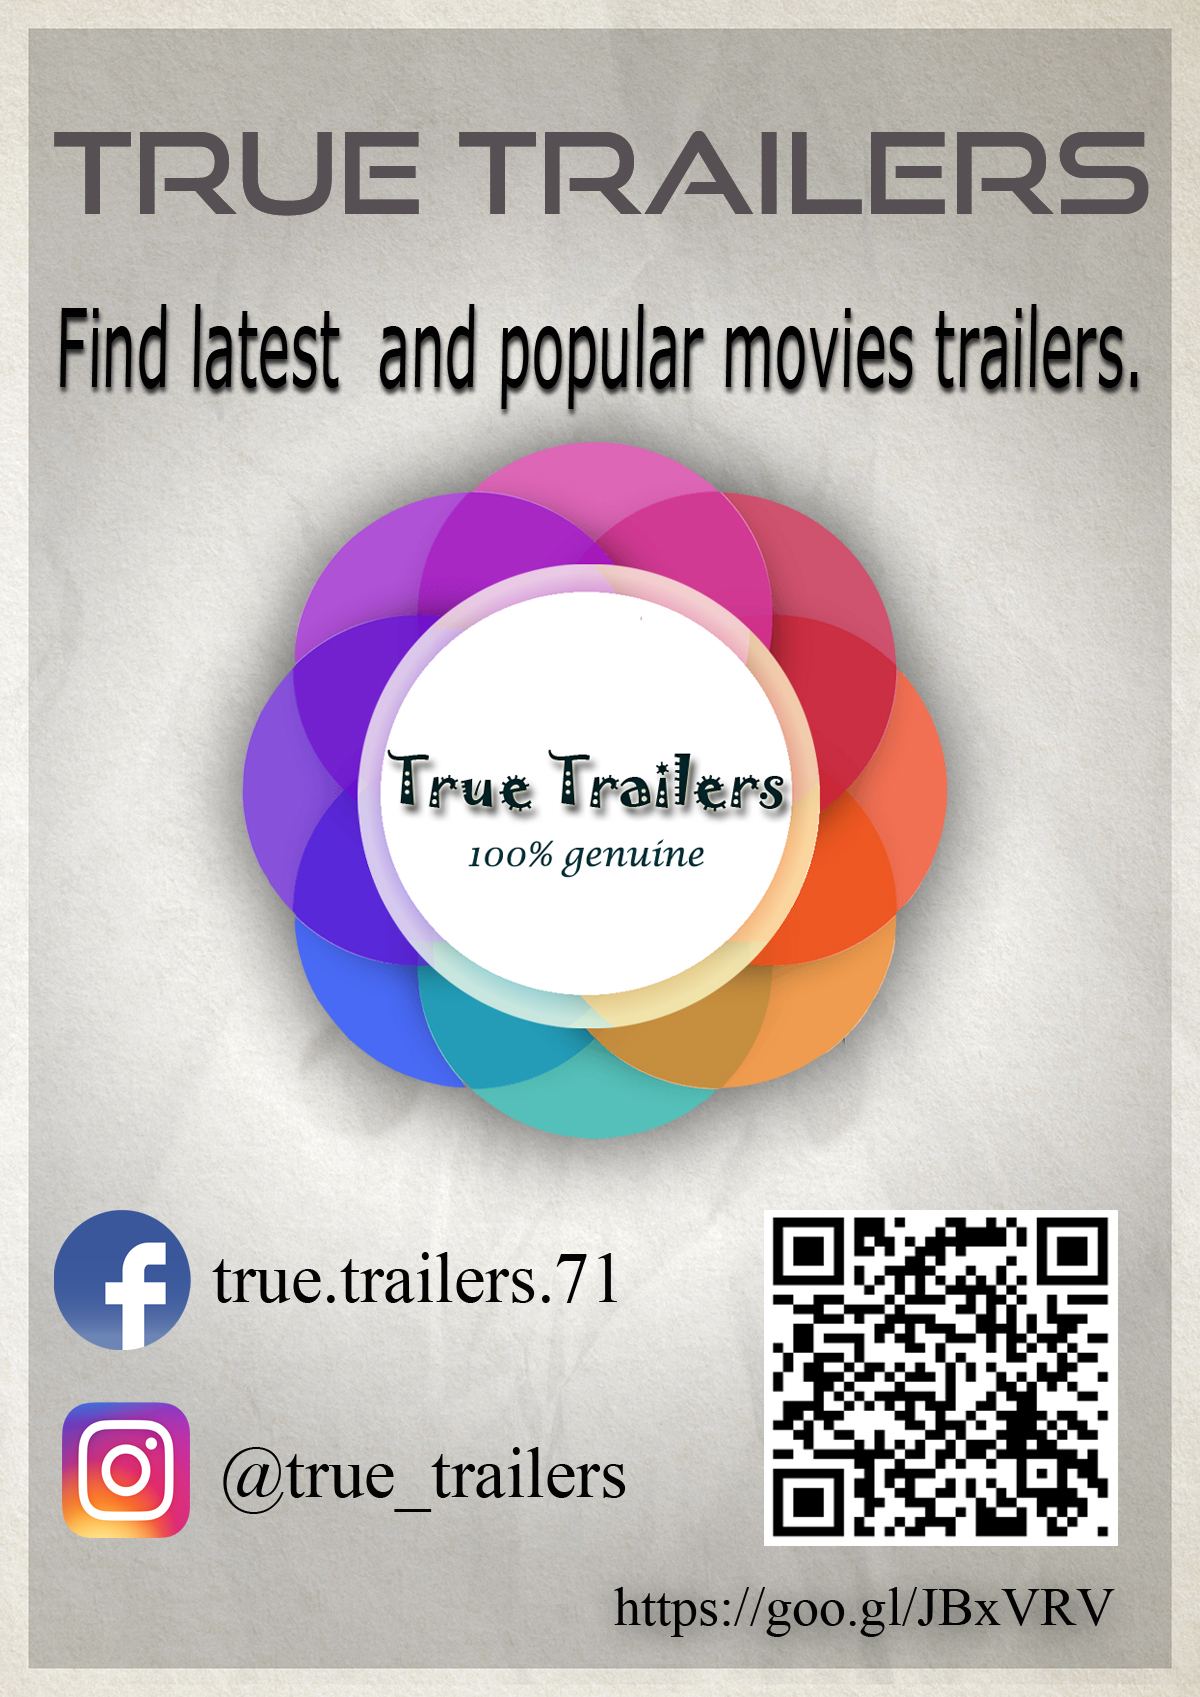 TRUE TRAILERS
Find latest and popular movies trailers.
True Trailers
100% genuine
true.trailers.71
@true_trailers
https://goo.gl/JBxVRV